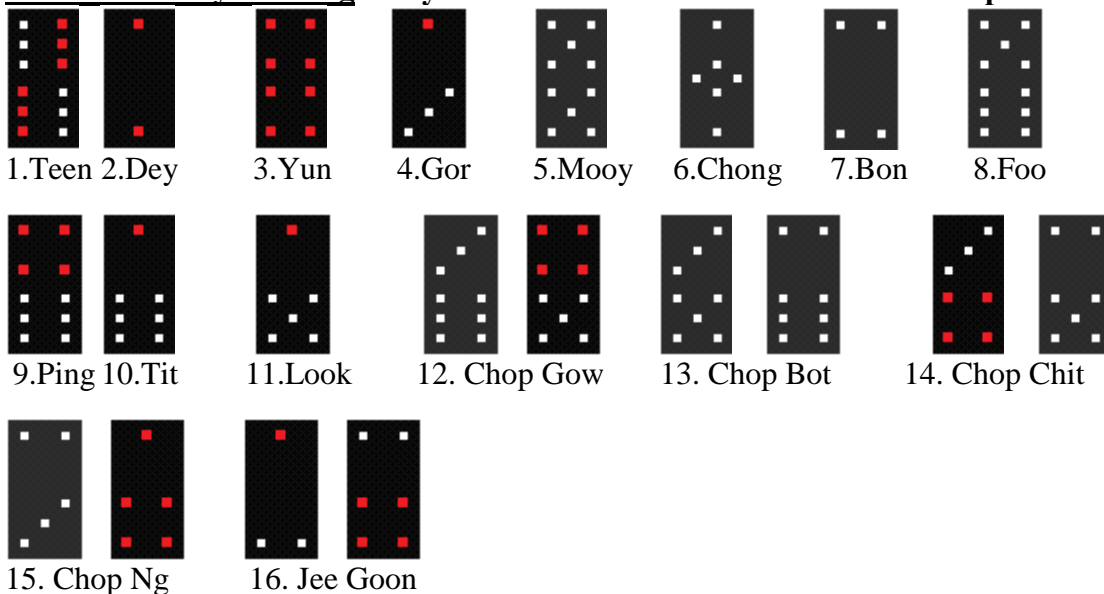 1.Teen 2.Dey 3.Yun 4.Gor 5.Mooy 6.Chong 7.Bon 8.Foo
9.Ping 10.Tit 11.Look 12. Chop Gow 13. Chop Bot 14. Chop Chit
15. Chop Ng 16. Jee Goon